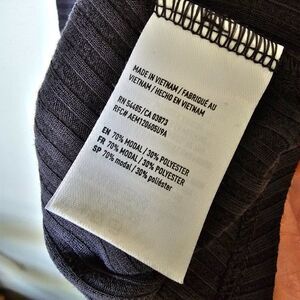 MADE IN VIETNAM / FABRIQUÉ AU
VIETNAM / HECHO EN VIETNAM
RN 54485/CA 03873
RFC# AEM1206059U9A
EN 70% MODAL / 30% POLYESTER
FR 70% MODAL / 30% POLYESTER
SP 70% modal / 30% poliéster